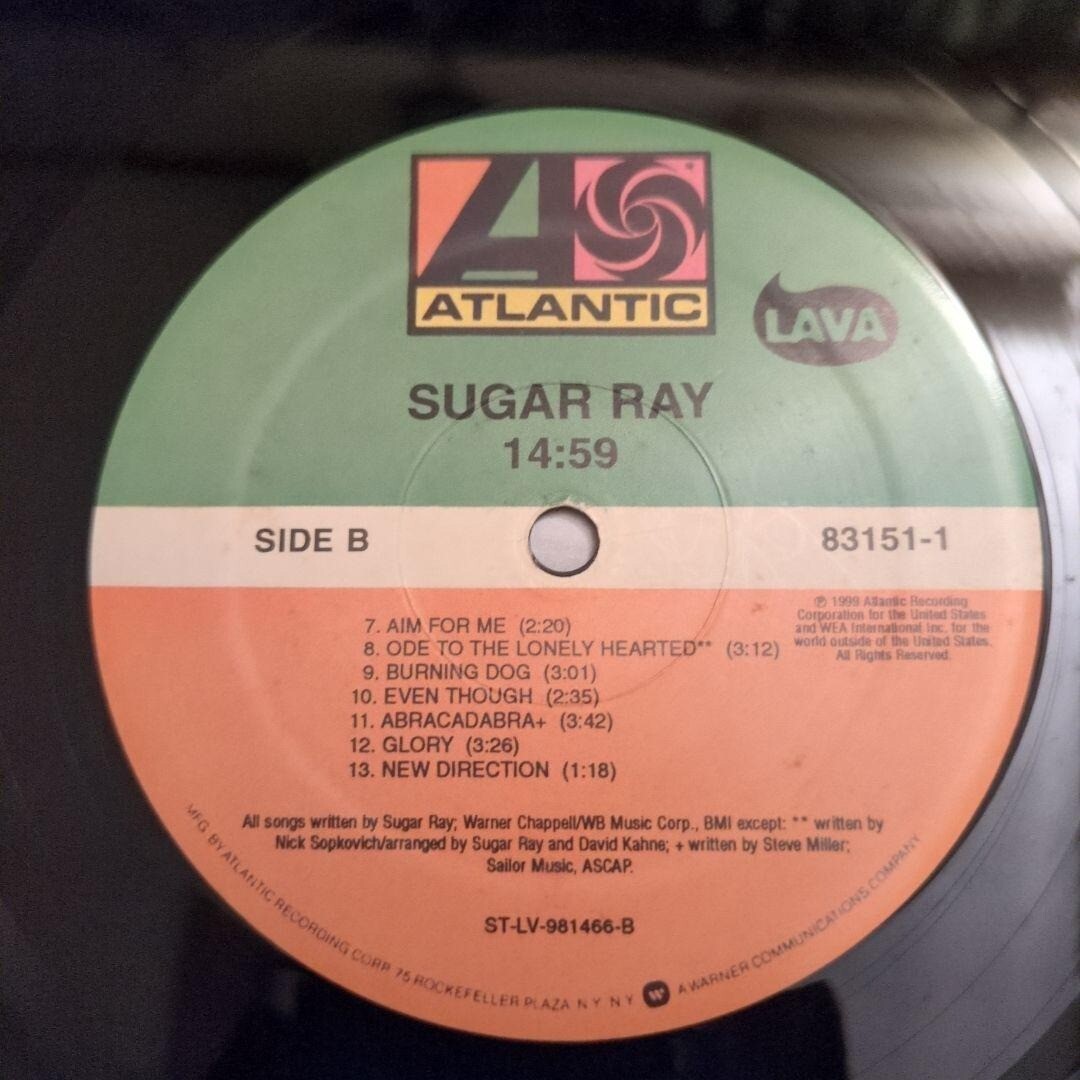 ATLANTIC
LAVA
SUGAR RAY
14:59
SIDE B
83151-1
℗ 1999 Atlantic Recording
Corporation for the United States
and WEA International Inc. for the
world outside of the United States.
All Rights Reserved.
7. AIM FOR ME (2:20)
8. ODE TO THE LONELY HEARTED** (3:12)
9. BURNING DOG (3:01)
10. EVEN THOUGH (2:35)
11. ABRACADABRA+ (3:42)
12. GLORY (3:26)
13. NEW DIRECTION (1:18)
All songs written by Sugar Ray; Warner Chappell/WB Music Corp., BMI except: ** written by
Nick Sopkovich/arranged by Sugar Ray and David Kahne; + written by Steve Miller;
Sailor Music, ASCAP.
ST-LV-981466-B
MFG. BY ATLANTIC RECORDING CORP. 75 ROCKEFELLER PLAZA N Y N Y A WARNER COMMUNICATIONS COMPANY